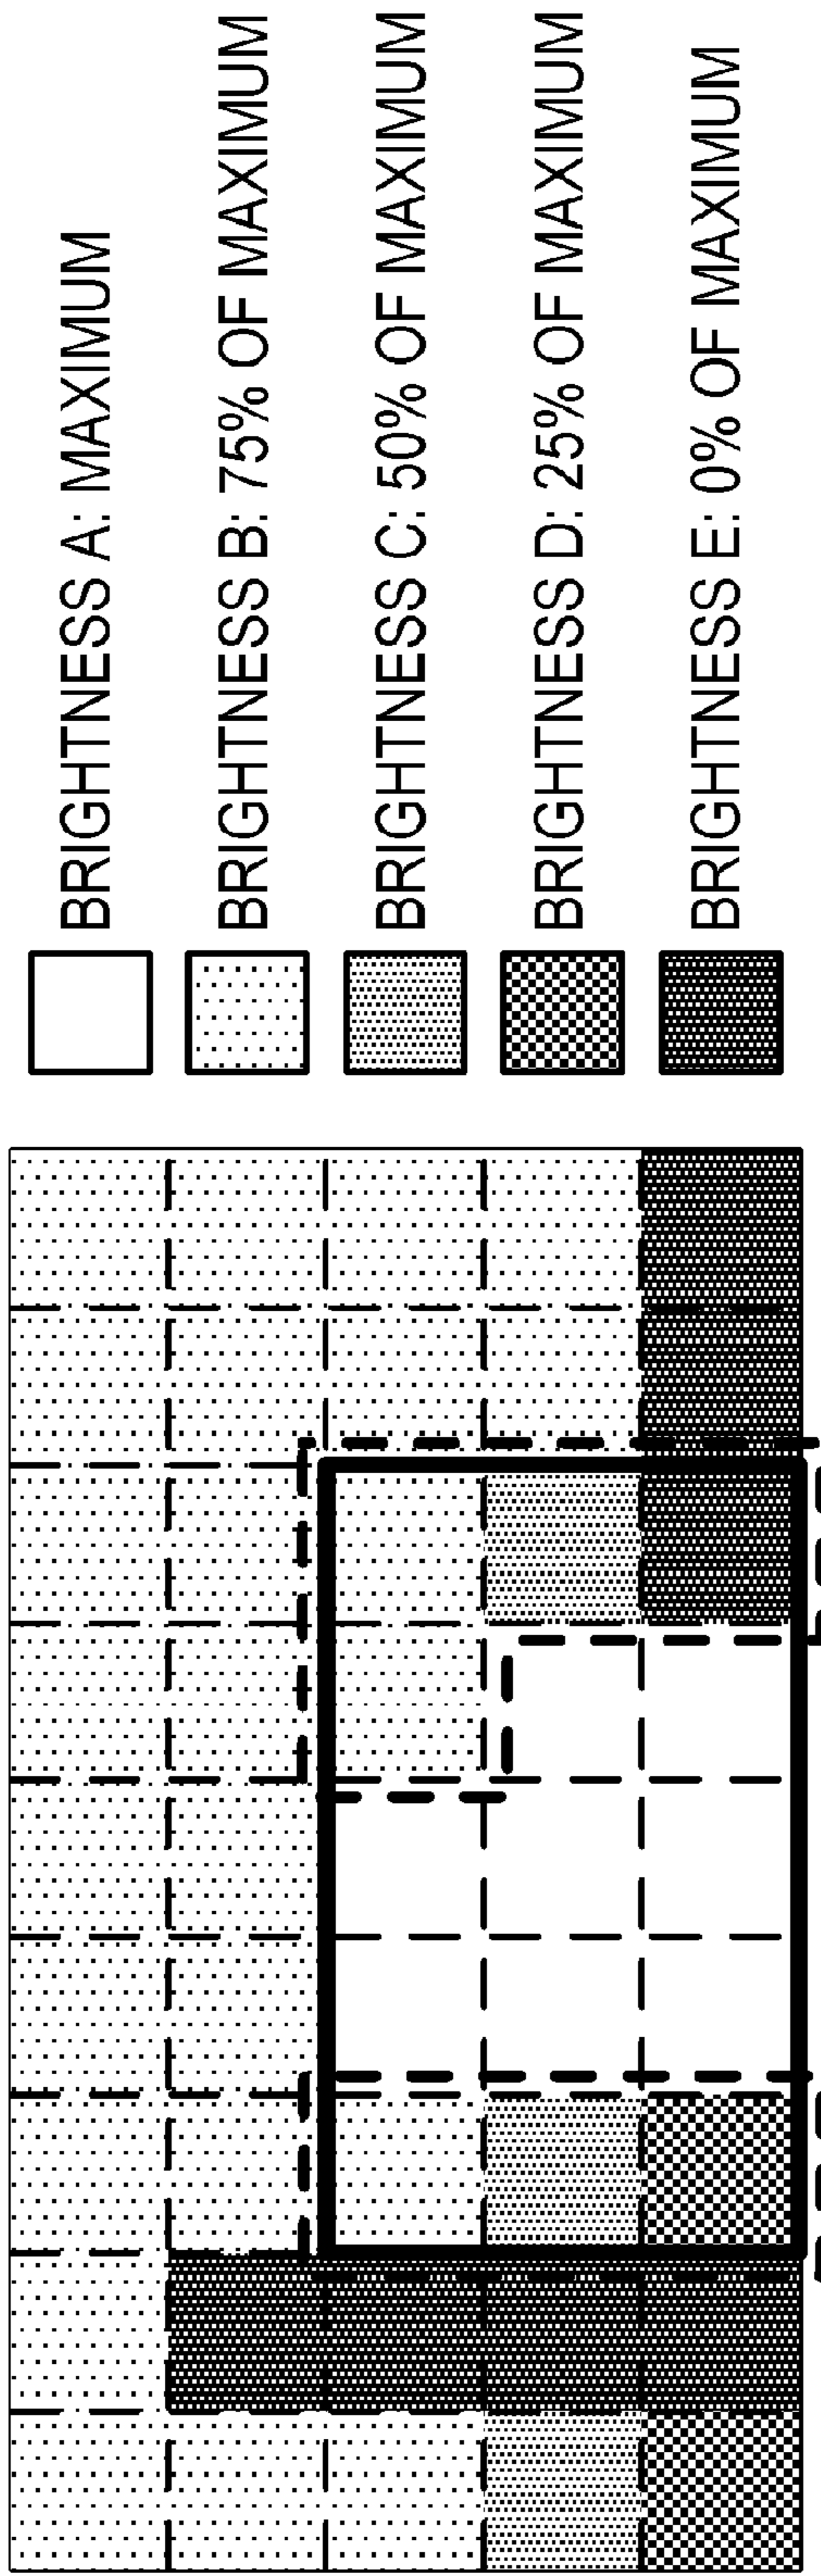 BRIGHTNESS A: MAXIMUM
BRIGHTNESS B: 75% OF MAXIMUM
BRIGHTNESS C: 50% OF MAXIMUM
BRIGHTNESS D: 25% OF MAXIMUM
BRIGHTNESS E: 0% OF MAXIMUM